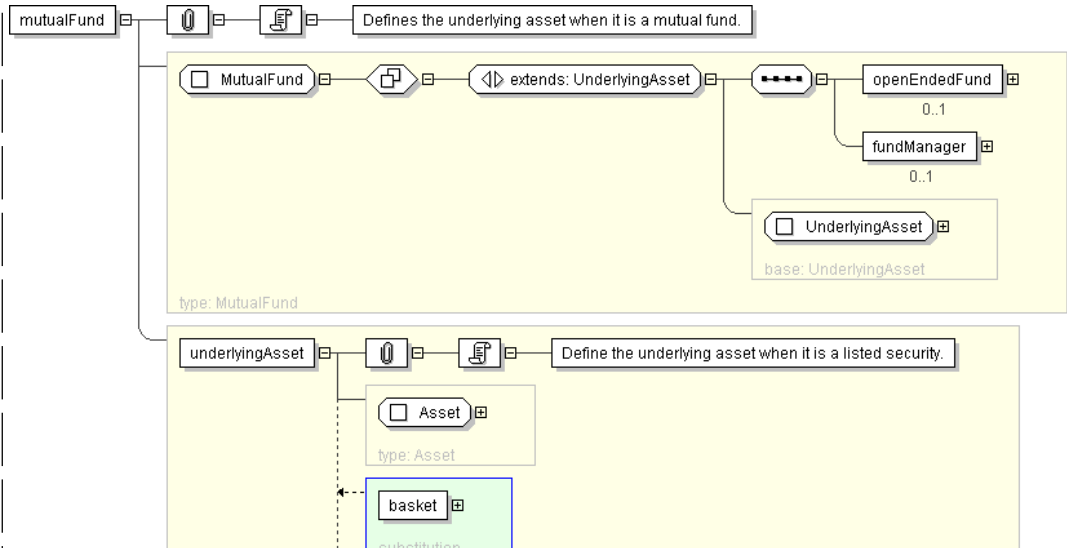 mutualFund
Defines the underlying asset when it is a mutual fund.
MutualFund
extends: UnderlyingAsset
openEndedFund
0..1
fundManager
0..1
UnderlyingAsset
base: UnderlyingAsset
type: MutualFund
underlyingAsset
Define the underlying asset when it is a listed security.
Asset
type: Asset
basket
substitution